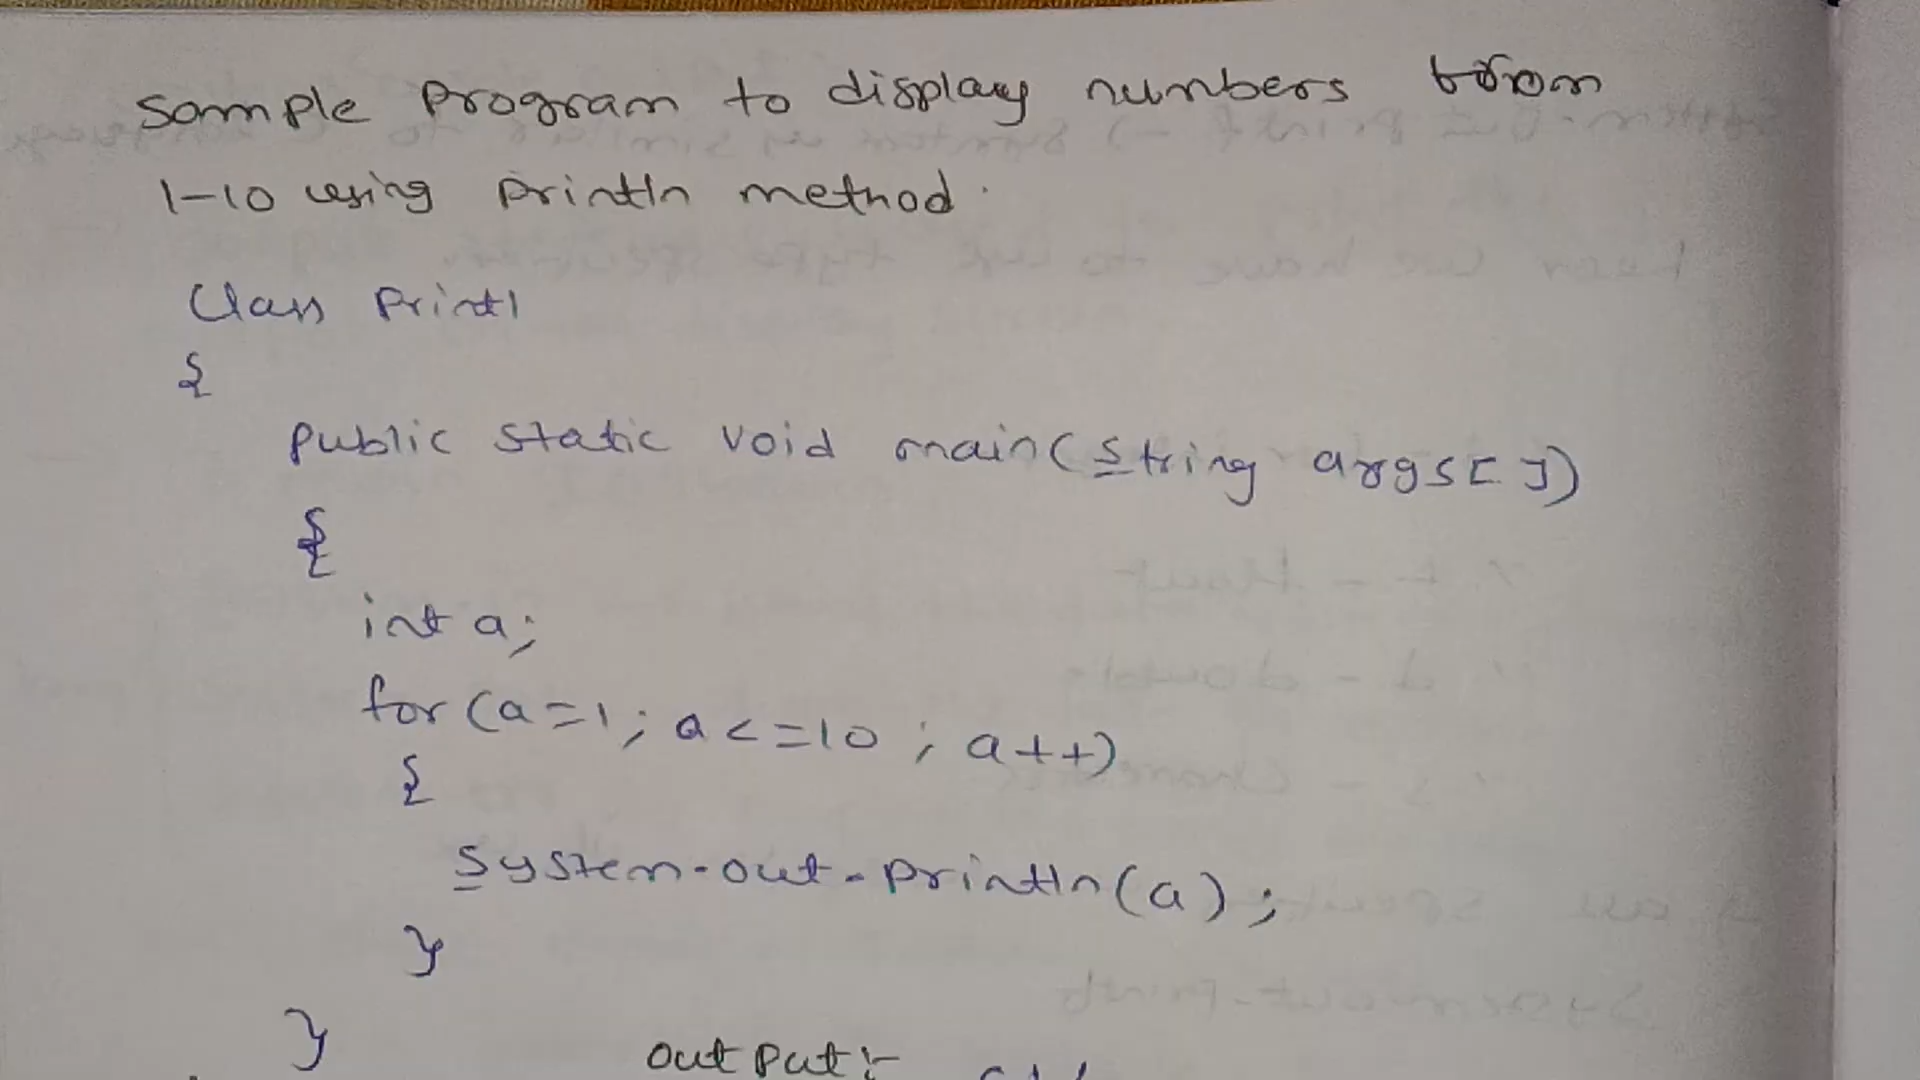 Sample Program to display numbers from
1-10 using println method.
Class Print1
{
public static void main(String args[])
{
int a;
for(a=1; a<=10; a++)
{
System.out.println(a);
}
}
output:-